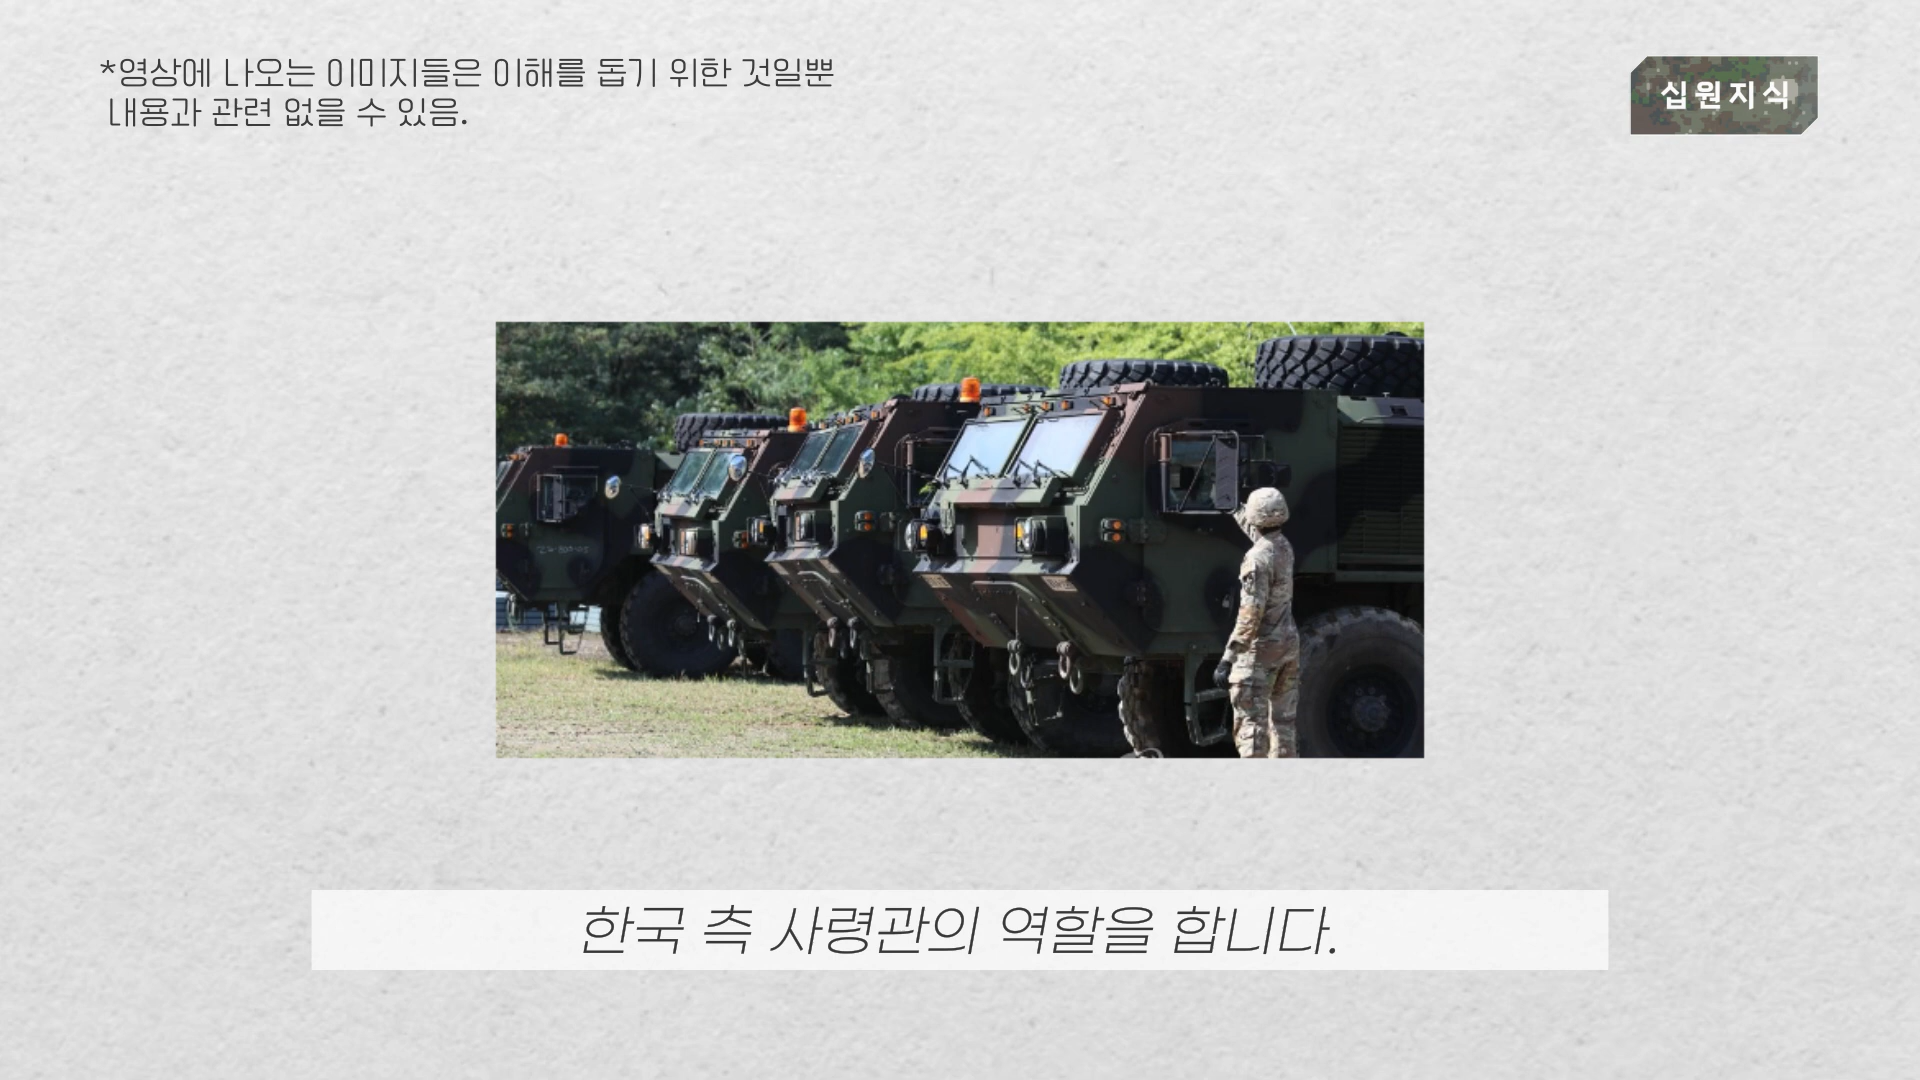 *영상에 나오는 이미지들은 이해를 돕기 위한 것일뿐
내용과 관련 없을 수 있음.
십원지식
한국 측 사령관의 역할을 합니다.